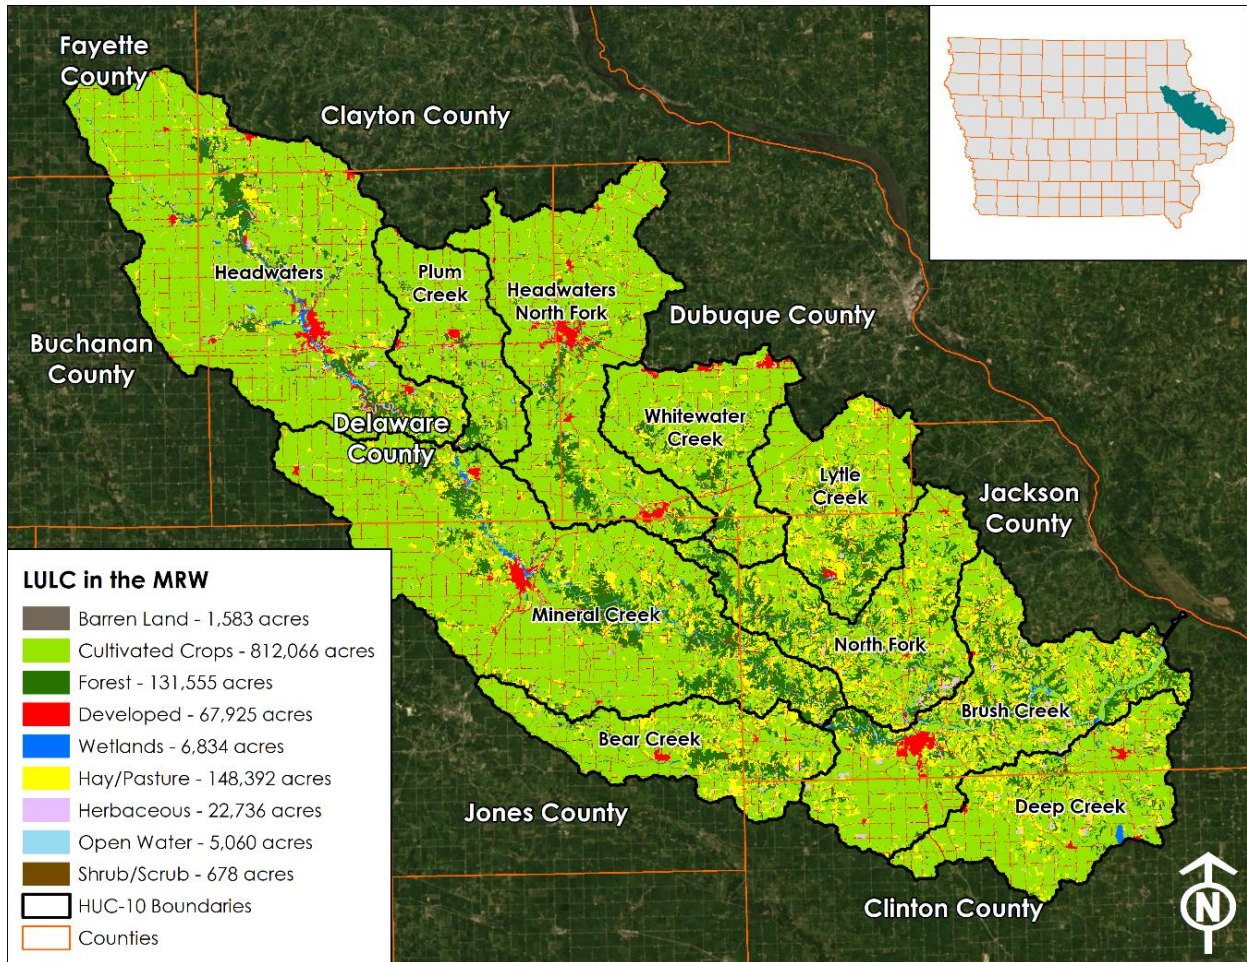 Fayette
County
Clayton County
Headwaters
Plum
Creek
Headwaters
North Fork
Dubuque County
Buchanan
County
Delaware
County
Whitewater
Creek
Lytle
Creek
Jackson
County
Mineral Creek
North Fork
Brush Creek
Bear Creek
Deep Creek
Jones County
Clinton County
LULC in the MRW
Barren Land - 1,583 acres
Cultivated Crops - 812,066 acres
Forest - 131,555 acres
Developed - 67,925 acres
Wetlands - 6,834 acres
Hay/Pasture - 148,392 acres
Herbaceous - 22,736 acres
Open Water - 5,060 acres
Shrub/Scrub - 678 acres
HUC-10 Boundaries
Counties
N